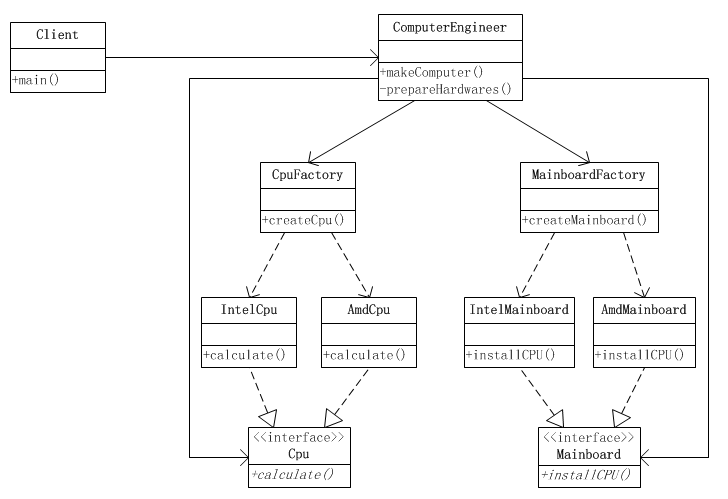 Client
+main()
ComputerEngineer
+makeComputer()
-prepareHardwares()
CpuFactory
+createCpu()
MainboardFactory
+createMainboard()
IntelCpu
+calculate()
AmdCpu
+calculate()
IntelMainboard
+installCPU()
AmdMainboard
+installCPU()
<<interface>>
Cpu
+calculate()
<<interface>>
Mainboard
+installCPU()